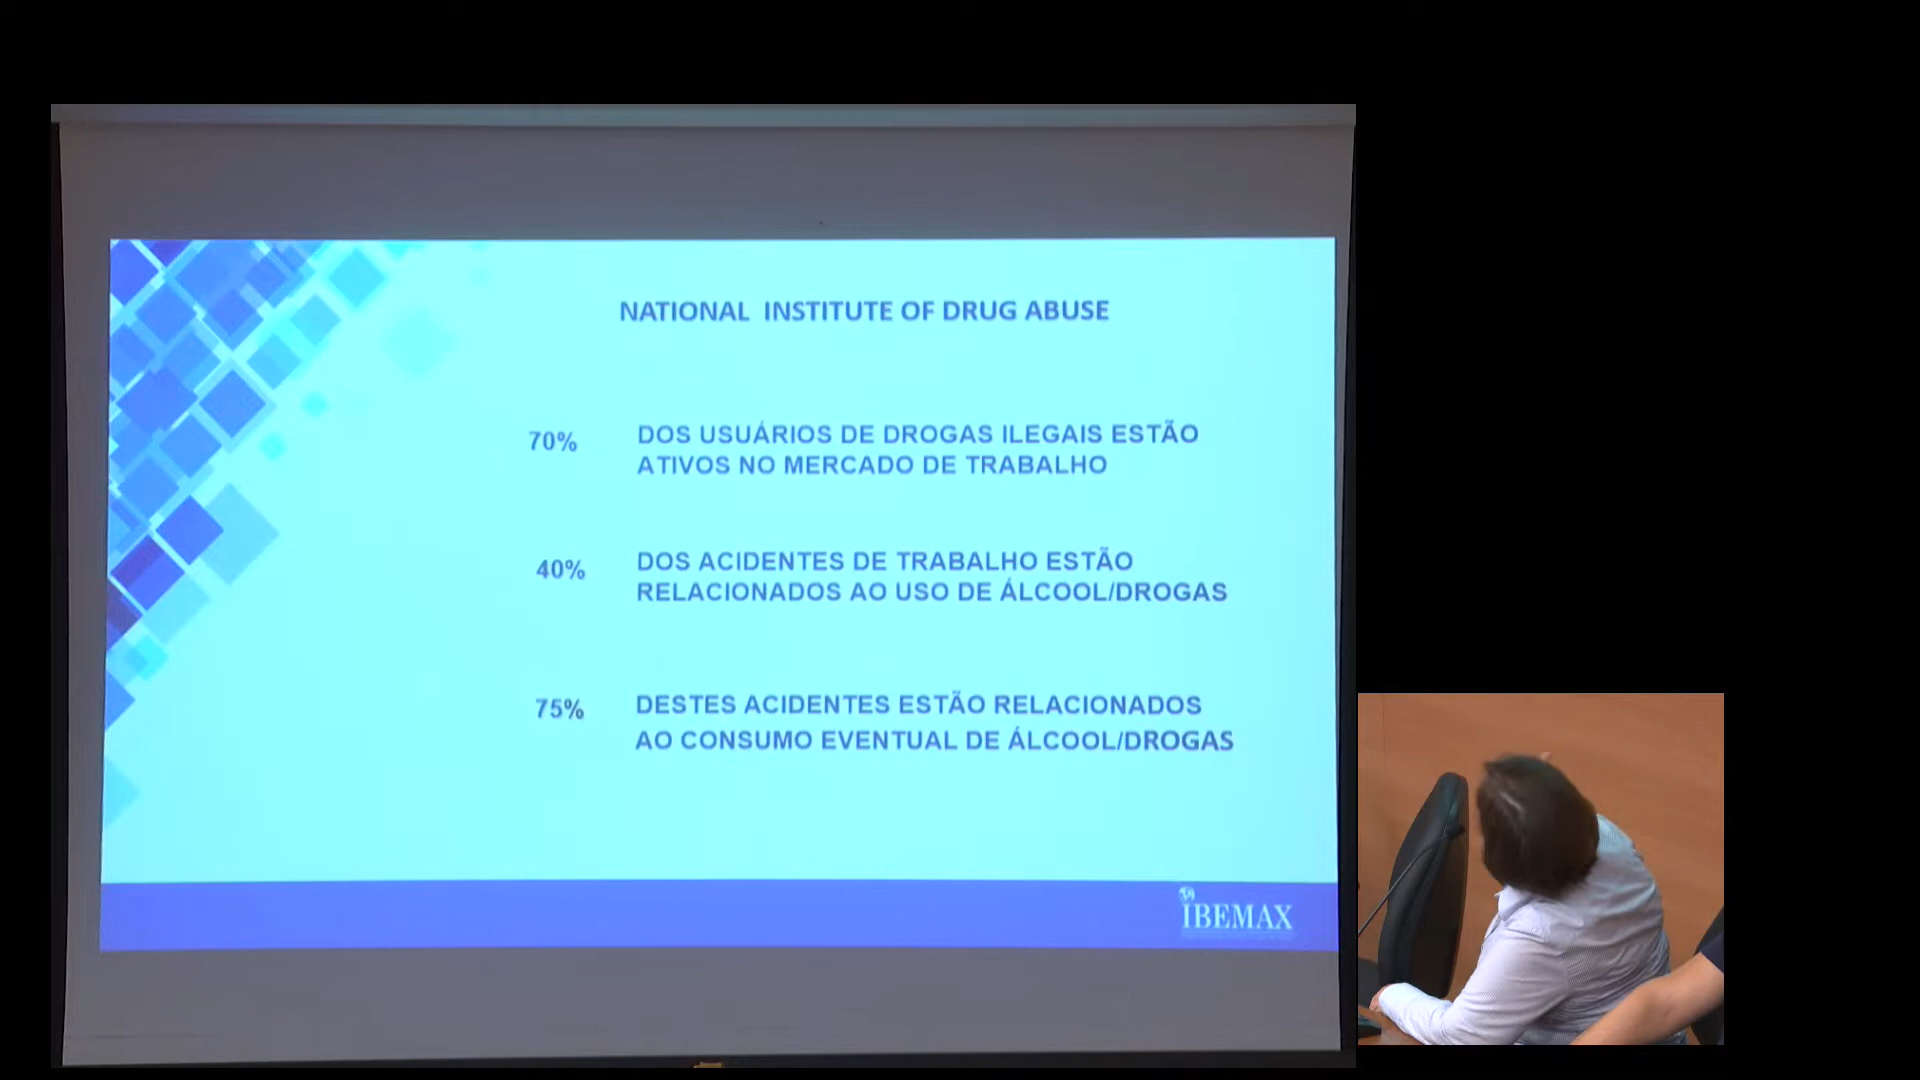 NATIONAL INSTITUTE OF DRUG ABUSE
70% DOS USUÁRIOS DE DROGAS ILEGAIS ESTÃO
ATIVOS NO MERCADO DE TRABALHO
40% DOS ACIDENTES DE TRABALHO ESTÃO
RELACIONADOS AO USO DE ÁLCOOL/DROGAS
75% DESTES ACIDENTES ESTÃO RELACIONADOS
AO CONSUMO EVENTUAL DE ÁLCOOL/DROGAS
IBEMAX